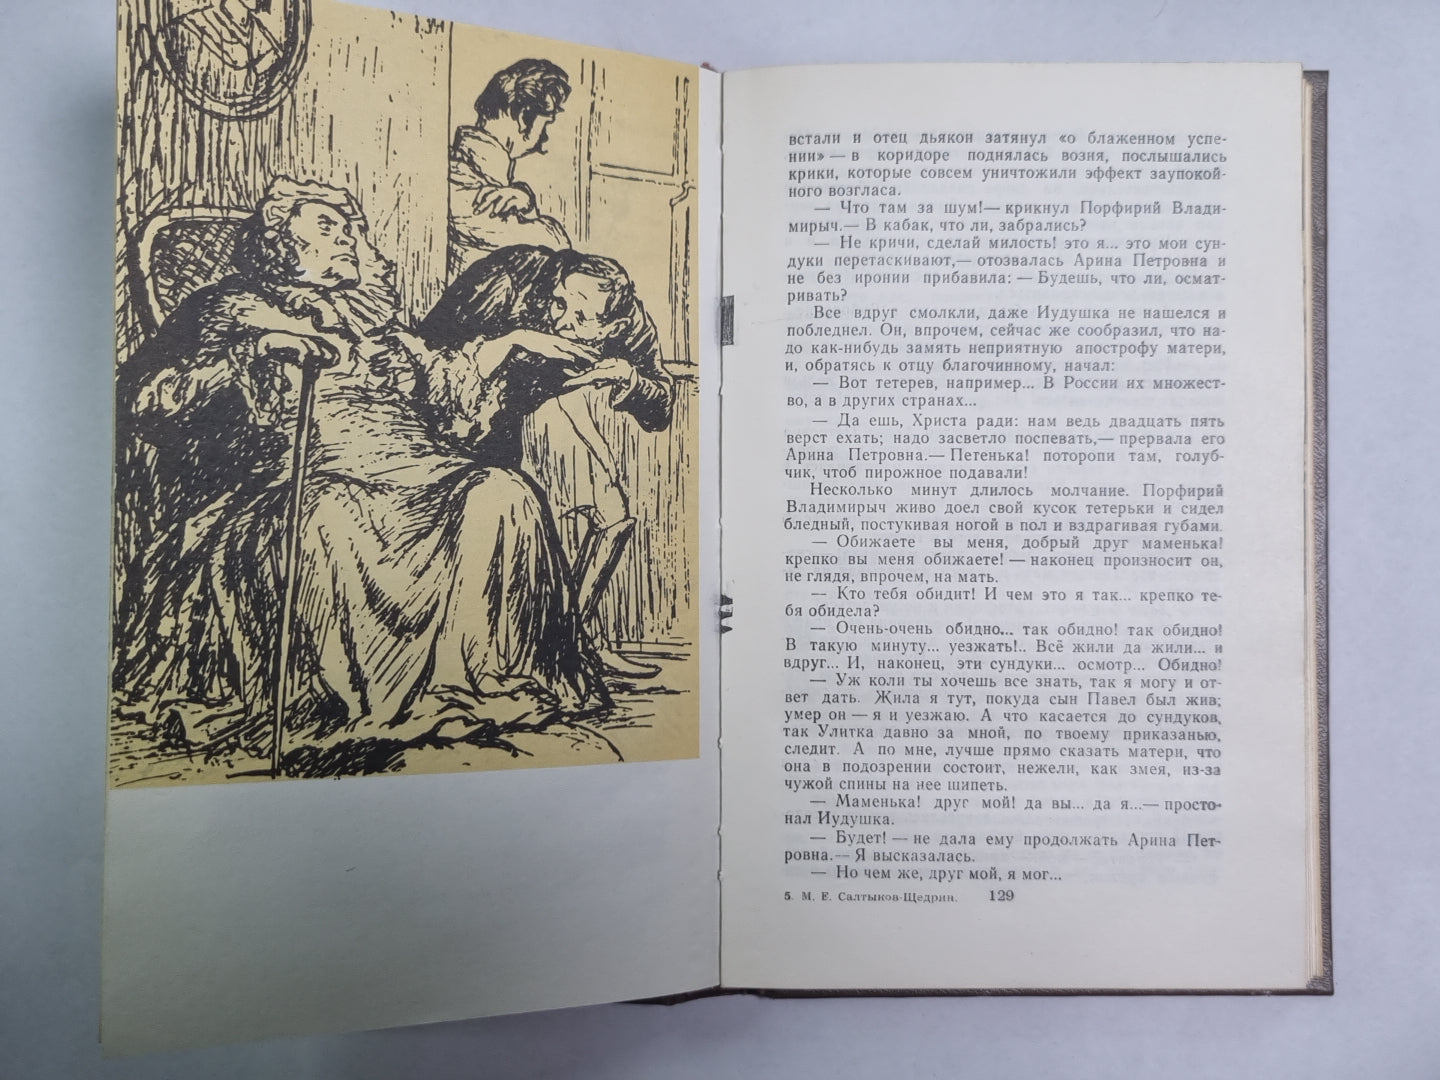 встали и отец дьякон затянул «о блаженном успе-
нии» — в коридоре поднялась возня, послышались
крики, которые совсем уничтожили эффект заупокой-
ного возгласа.
— Что там за шум!— крикнул Порфирий Влади-
мирыч.— В кабак, что ли, забрались?
— Не кричи, сделай милость! это я... это мои сун-
дуки перетаскивают,— отозвалась Арина Петровна и
не без иронии прибавила: — Будешь, что ли, осмат-
ривать?
Все вдруг смолкли, даже Иудушка не нашелся и
побледнел. Он, впрочем, сейчас же сообразил, что на-
до как-нибудь замять неприятную апострофу матери,
и, обратясь к отцу благочинному, начал:
— Вот тетерев, например... В России их множест-
во, а в других странах...
— Да ешь, Христа ради: нам ведь двадцать пять
верст ехать; надо засветло поспевать,— прервала его
Арина Петровна.— Петенька! поторопи там, голуб-
чик, чтоб пирожное подавали!
Несколько минут длилось молчание. Порфирий
Владимирыч живо доел свой кусок тетерьки и сидел
бледный, постукивая ногой в пол и вздрагивая губами.
— Обижаете вы меня, добрый друг маменька!
крепко вы меня обижаете! — наконец произносит он,
не глядя, впрочем, на мать.
— Кто тебя обидит! И чем это я так... крепко те-
бя обидела?
— Очень-очень обидно... так обидно! так обидно!
В такую минуту... уезжать!.. Всё жили да жили... и
вдруг... И, наконец, эти сундуки... осмотр... Обидно!
— Уж коли ты хочешь все знать, так я могу и от-
вет дать. Жила я тут, покуда сын Павел был жив;
умер он — я и уезжаю. А что касается до сундуков,
так Улитка давно за мной, по твоему приказанью,
следит. А по мне, лучше прямо сказать матери, что
она в подозрении состоит, нежели, как змея, из-за
чужой спины на нее шипеть.
— Маменька! друг мой! да вы... да я...— просто-
нал Иудушка.
— Будет! — не дала ему продолжать Арина Пет-
ровна.— Я высказалась.
— Но чем же, друг мой, я мог...
5. М. Е. Салтыков-Щедрин. 129